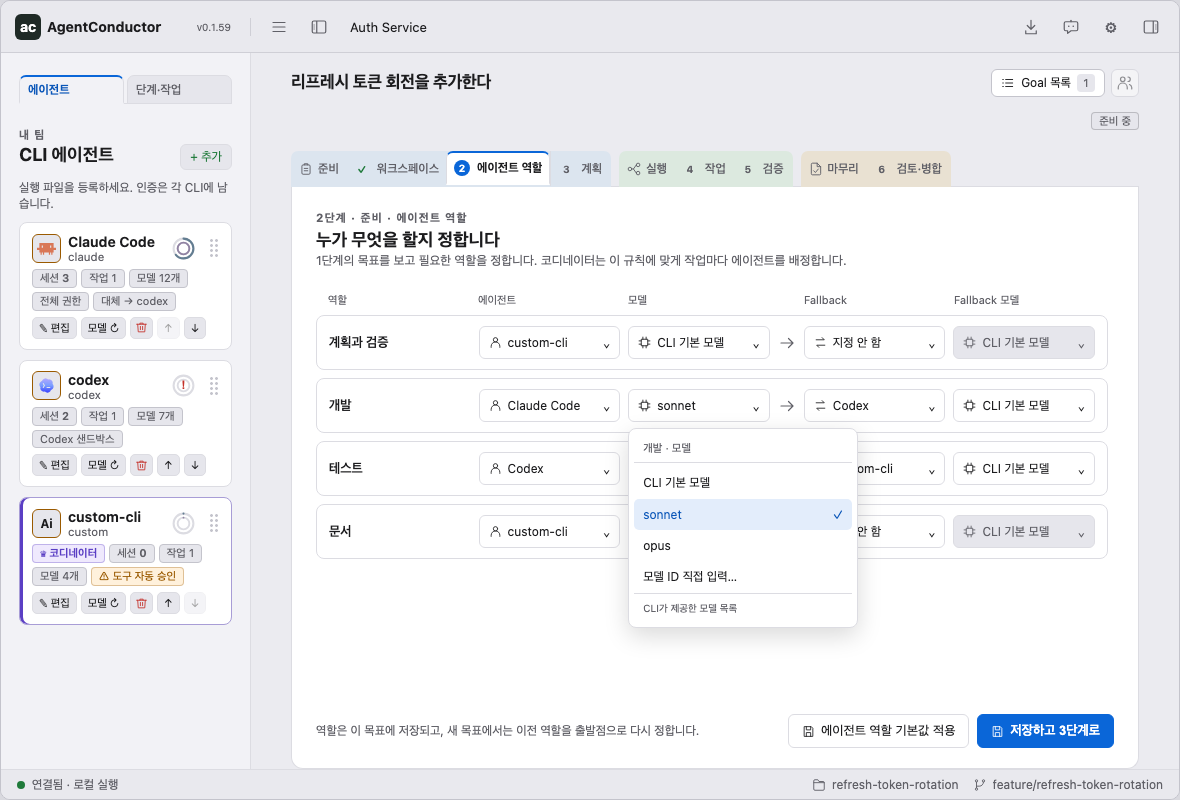 ac AgentConductor v0.1.59 Auth Service
에이전트 단계·작업
내 팀
CLI 에이전트
+ 추가
실행 파일을 등록하세요. 인증은 각 CLI에 남습니다.
Claude Code
claude
세션 3 작업 1 모델 12개
전체 권한 대체 → codex
편집 모델
codex
codex
세션 2 작업 1 모델 7개
Codex 샌드박스
편집 모델
Ai custom-cli
custom
코디네이터 세션 0 작업 1
모델 4개 도구 자동 승인
편집 모델
리프레시 토큰 회전을 추가한다
Goal 목록 1
준비 중
준비 워크스페이스 2 에이전트 역할 3 계획 실행 4 작업 5 검증 마무리 6 검토·병합
2단계 · 준비 · 에이전트 역할
누가 무엇을 할지 정합니다
1단계의 목표를 보고 필요한 역할을 정합니다. 코디네이터는 이 규칙에 맞게 작업마다 에이전트를 배정합니다.
역할 에이전트 모델 Fallback Fallback 모델
계획과 검증 custom-cli CLI 기본 모델 → 지정 안 함 CLI 기본 모델
개발 Claude Code sonnet → Codex CLI 기본 모델
테스트 Codex om-cli CLI 기본 모델
문서 custom-cli 안 함 CLI 기본 모델
개발 · 모델
CLI 기본 모델
sonnet
opus
모델 ID 직접 입력...
CLI가 제공한 모델 목록
역할은 이 목표에 저장되고, 새 목표에서는 이전 역할을 출발점으로 다시 정합니다.
에이전트 역할 기본값 적용
저장하고 3단계로
연결됨 · 로컬 실행
refresh-token-rotation
feature/refresh-token-rotation